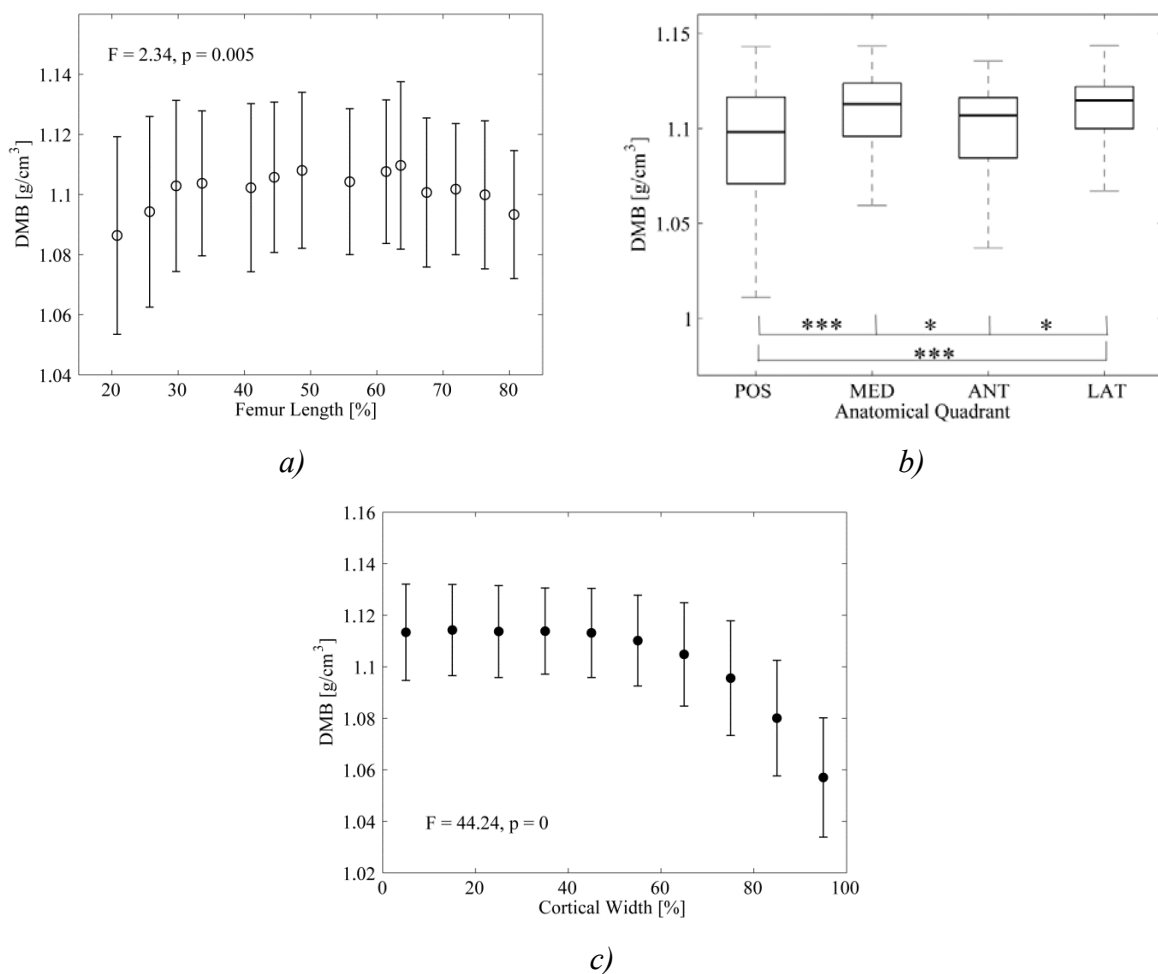 1.14
1.12
1.1
1.08
1.06
1.04
DMB [g/cm³]
F = 2.34, p = 0.005
20 30 40 50 60 70 80
Femur Length [%]
a)
1.15
1.1
1.05
1
DMB [g/cm³]
*** * *
***
POS MED ANT LAT
Anatomical Quadrant
b)
1.16
1.14
1.12
1.1
1.08
1.06
1.04
1.02
DMB [g/cm³]
F = 44.24, p = 0
0 20 40 60 80 100
Cortical Width [%]
c)